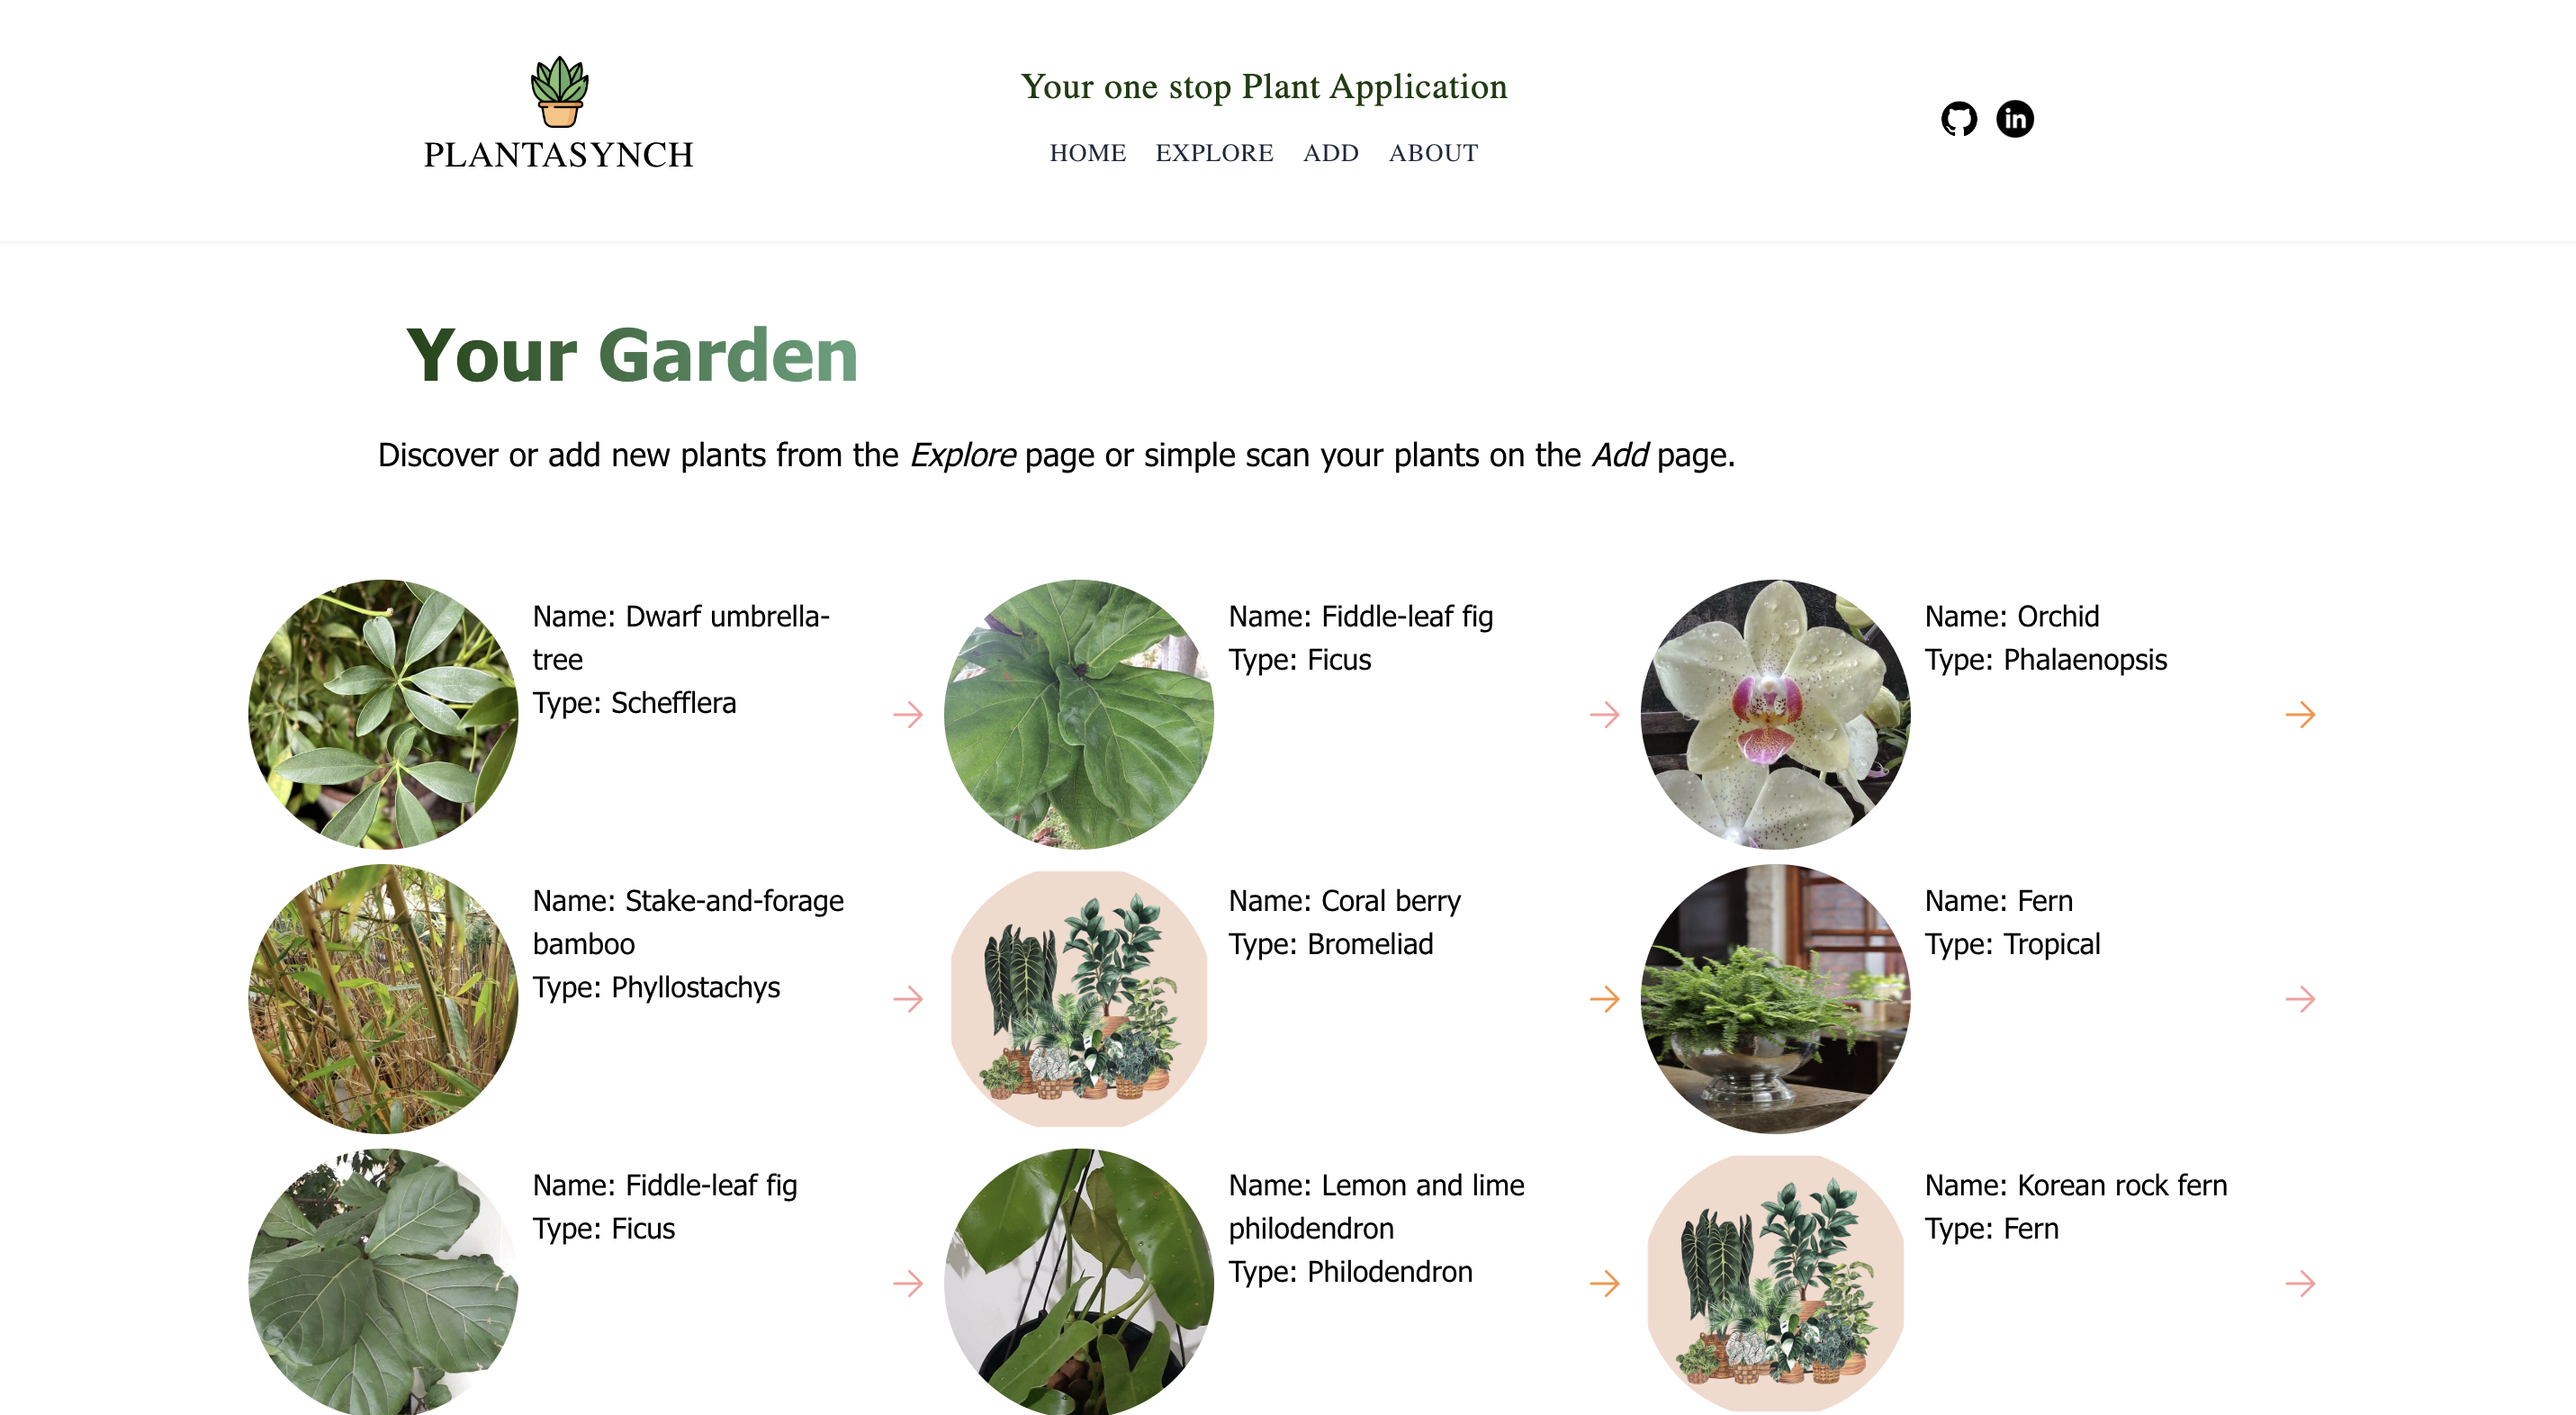 PLANTASYNCH
Your one stop Plant Application
HOME EXPLORE ADD ABOUT
in
Your Garden
Discover or add new plants from the Explore page or simple scan your plants on the Add page.
Name: Dwarf umbrella-
tree
Type: Schefflera
Name: Fiddle-leaf fig
Type: Ficus
Name: Orchid
Type: Phalaenopsis
Name: Stake-and-forage
bamboo
Type: Phyllostachys
Name: Coral berry
Type: Bromeliad
Name: Fern
Type: Tropical
Name: Fiddle-leaf fig
Type: Ficus
Name: Lemon and lime
philodendron
Type: Philodendron
Name: Korean rock fern
Type: Fern